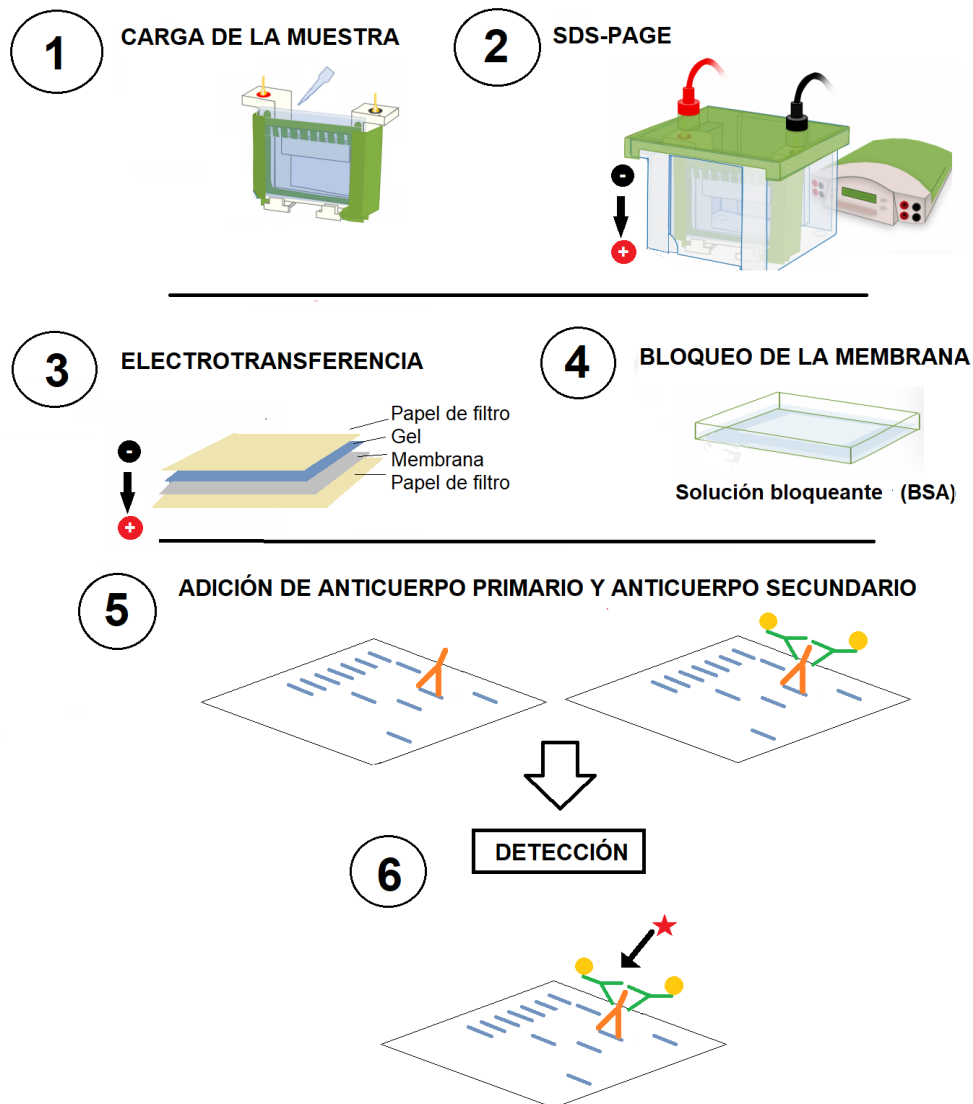 1
CARGA DE LA MUESTRA
2
SDS-PAGE
-
+
3
ELECTROTRANSFERENCIA
Papel de filtro
Gel
Membrana
Papel de filtro
-
+
4
BLOQUEO DE LA MEMBRANA
Solución bloqueante (BSA)
5
ADICIÓN DE ANTICUERPO PRIMARIO Y ANTICUERPO SECUNDARIO
6
DETECCIÓN